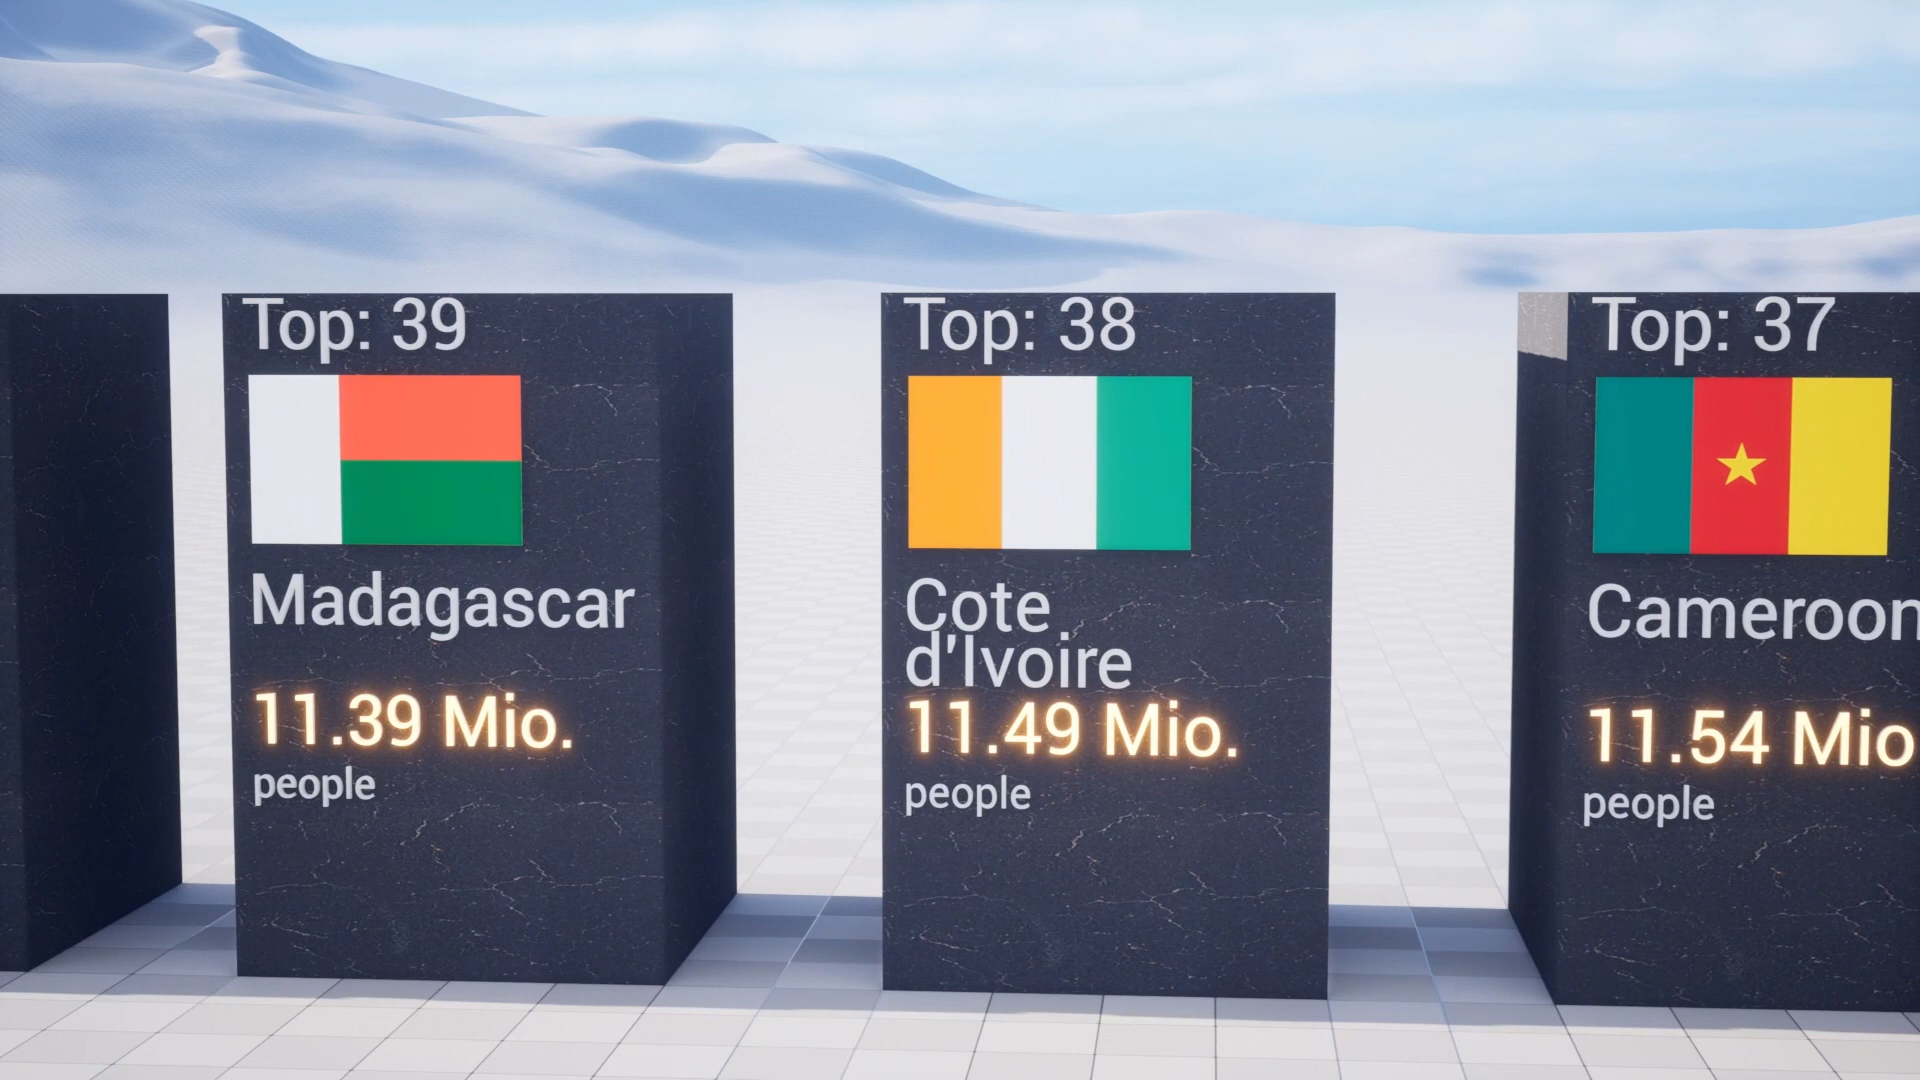 Top: 39
Madagascar
11.39 Mio.
people
Top: 38
Cote
d'Ivoire
11.49 Mio.
people
Top: 37
Cameroon
11.54 Mio
people